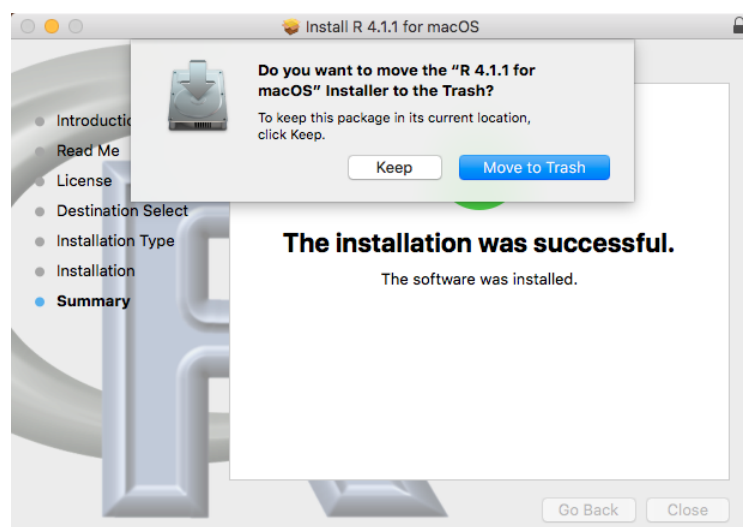 Install R 4.1.1 for macOS
Do you want to move the “R 4.1.1 for
macOS” Installer to the Trash?
To keep this package in its current location,
click Keep.
Keep
Move to Trash
Read Me
License
Destination Select
Installation Type
Installation
Summary
The installation was successful.
The software was installed.
Go Back
Close